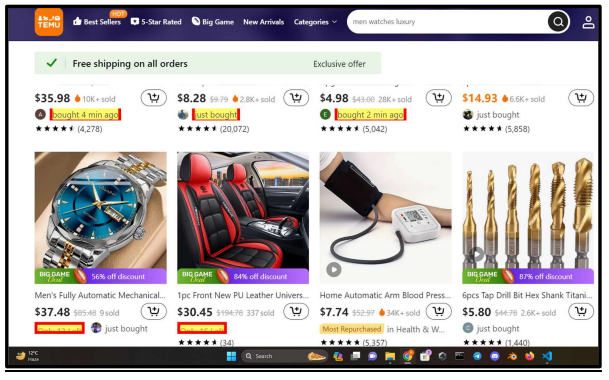 TEMU
HOT
Best Sellers
5-Star Rated
Big Game
New Arrivals
Categories
men watches luxury
Free shipping on all orders
Exclusive offer
$35.98 10K+ sold
bought 4 min ago
(4,278)
$8.28 $9.79 2.8K+ sold
just bought
(20,072)
$4.98 $43.00 28K+ sold
bought 2 min ago
(5,042)
$14.93 6.6K+ sold
just bought
(5,858)
BIG GAME Deal 56% off discount
Men's Fully Automatic Mechanical...
$37.48 $85.48 9 sold
just bought
BIG GAME Deal 84% off discount
1pc Front New PU Leather Univers...
$30.45 $194.78 337 sold
(34)
Home Automatic Arm Blood Press...
$7.74 $52.97 34K+ sold
Most Repurchased in Health & W...
(5,357)
BIG GAME Deal 87% off discount
6pcs Tap Drill Bit Hex Shank Titani...
$5.80 $44.78 2.6K+ sold
just bought
(1,440)
12°C
Haze
Search